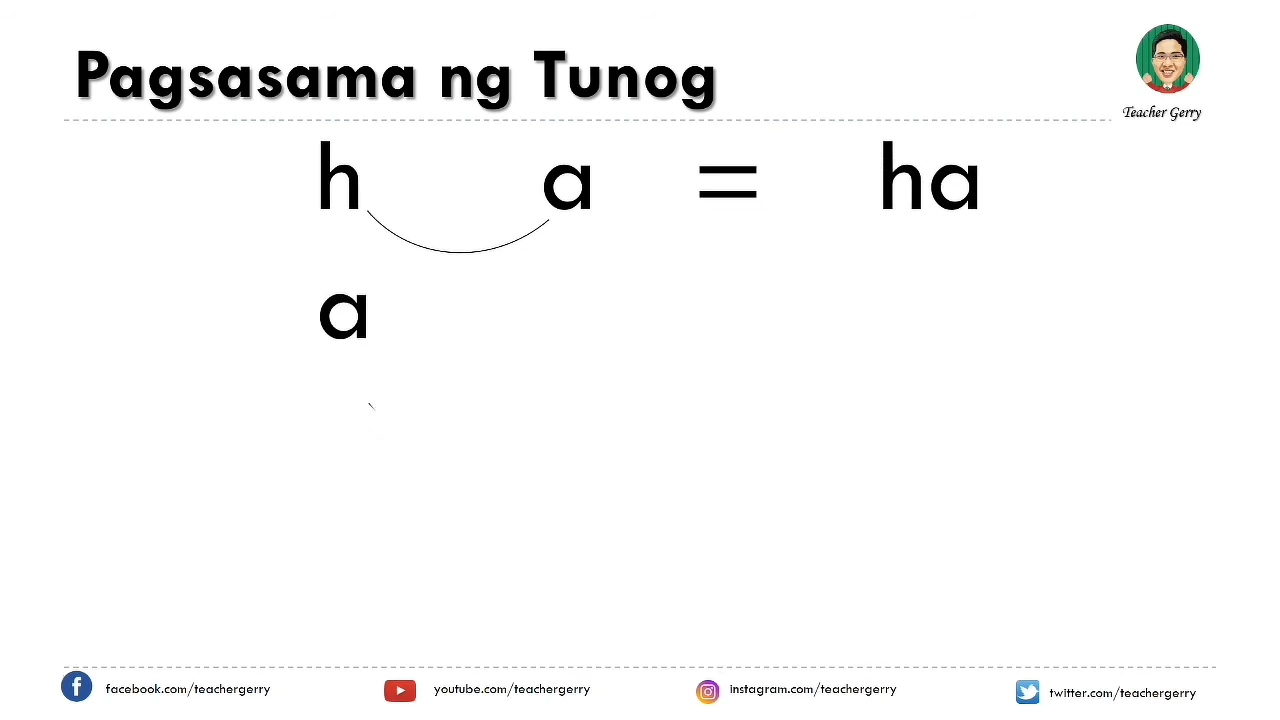 Pagsasama ng Tunog
Teacher Gerry
h a = ha
a
facebook.com/teachergerry
youtube.com/teachergerry
instagram.com/teachergerry
twitter.com/teachergerry